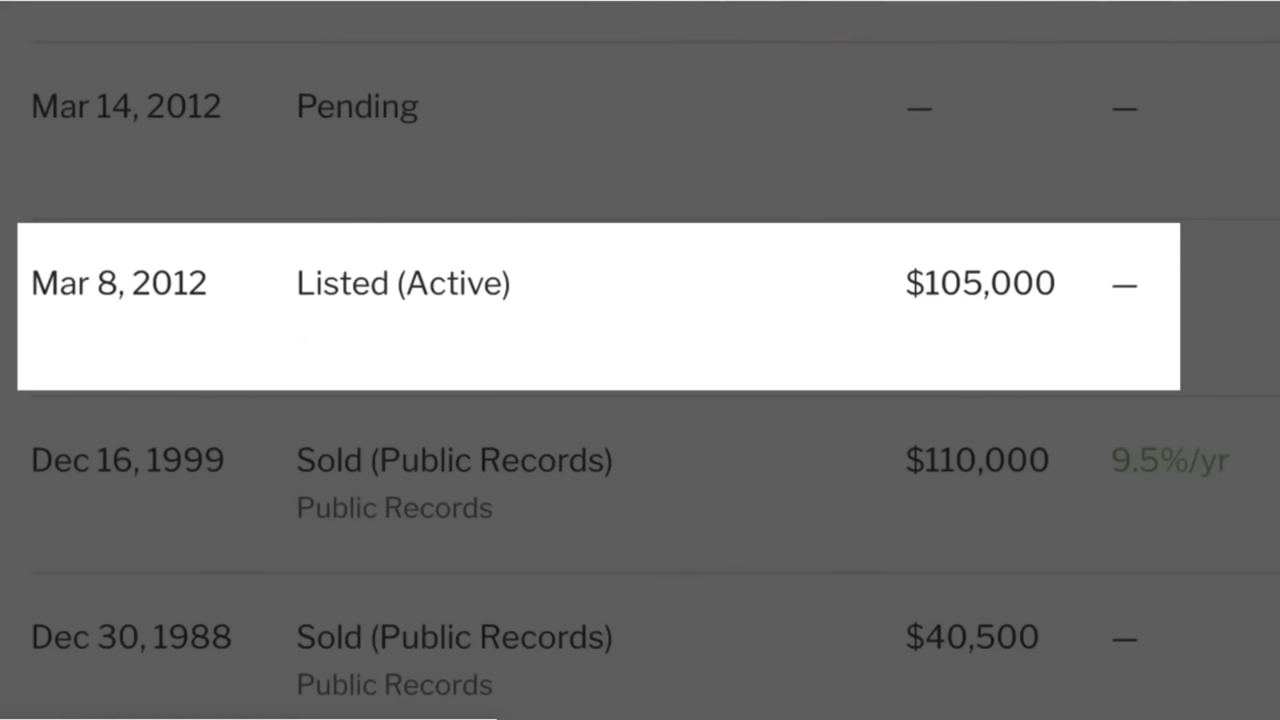 Mar 14, 2012 Pending — —
Mar 8, 2012 Listed (Active) $105,000 —
Dec 16, 1999 Sold (Public Records) $110,000 9.5%/yr
Public Records
Dec 30, 1988 Sold (Public Records) $40,500 —
Public Records